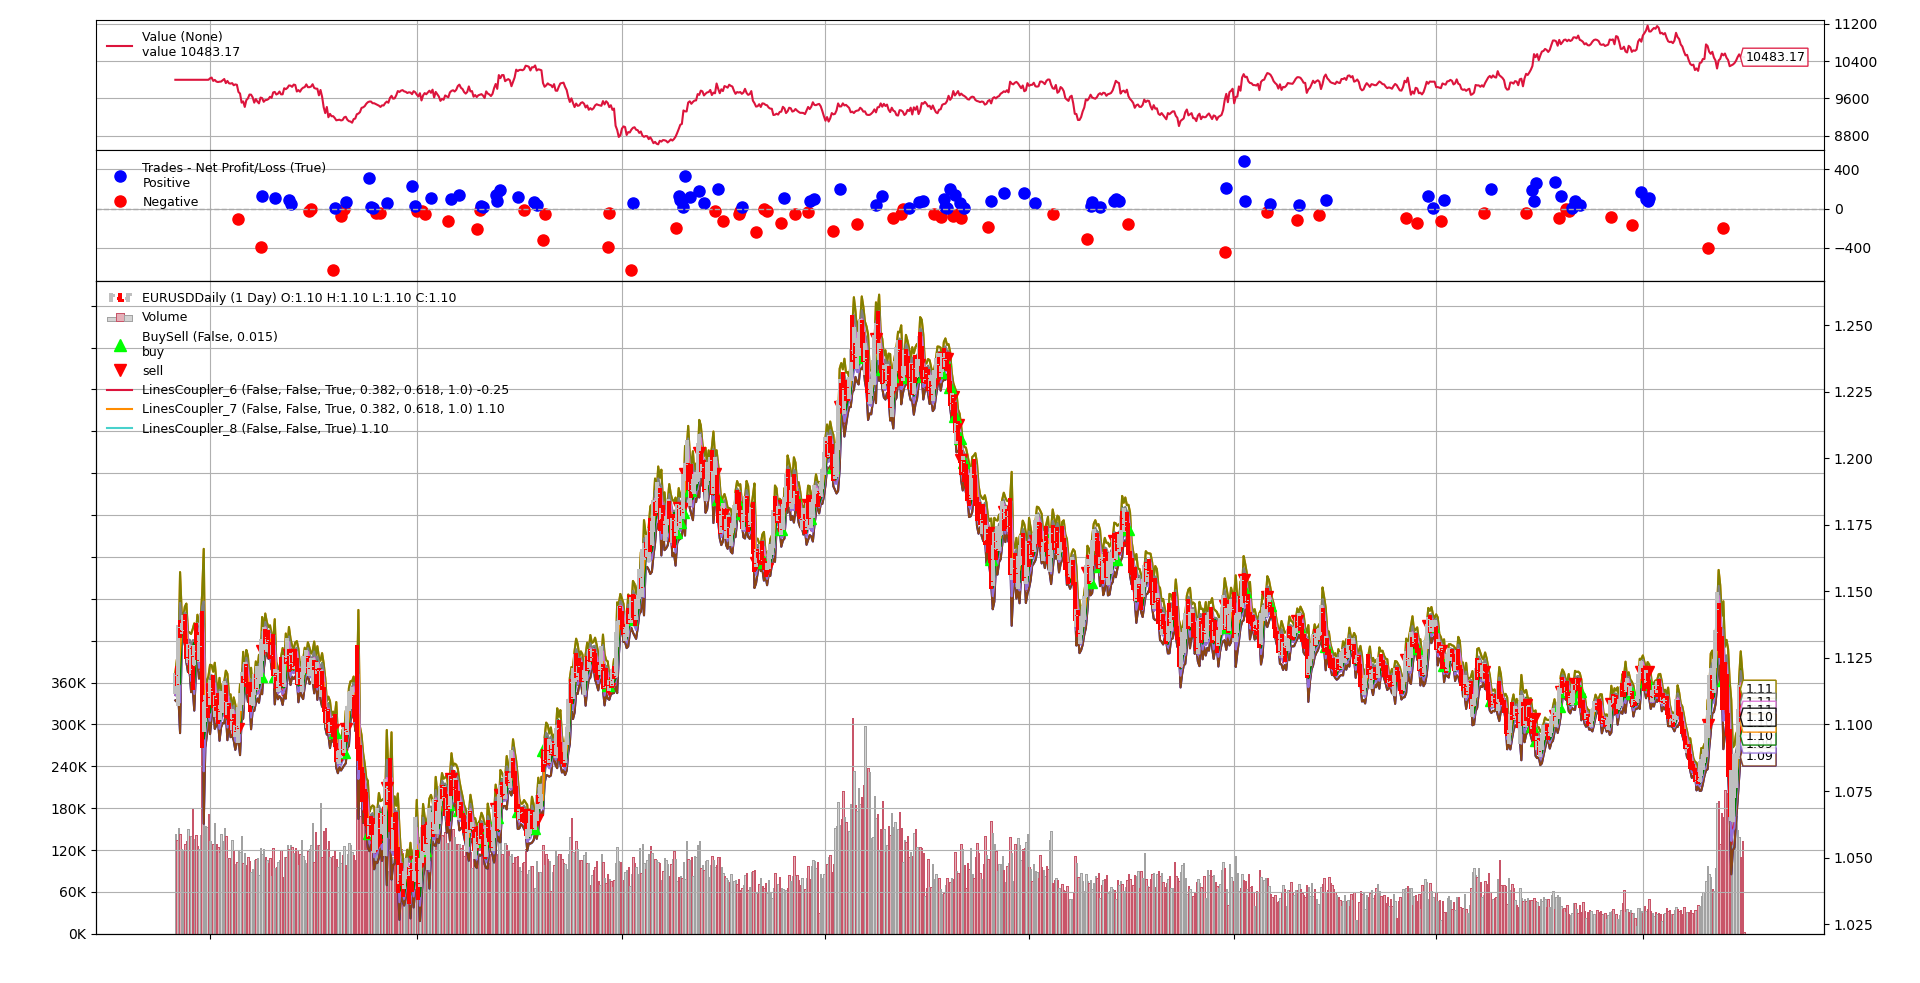 Value (None)
value 10483.17
11200
10483.17
10400
9600
8800
Trades - Net Profit/Loss (True)
Positive
Negative
400
0
−400
EURUSDDaily (1 Day) O:1.10 H:1.10 L:1.10 C:1.10
Volume
BuySell (False, 0.015)
buy
sell
LinesCoupler_6 (False, False, True, 0.382, 0.618, 1.0) -0.25
LinesCoupler_7 (False, False, True, 0.382, 0.618, 1.0) 1.10
LinesCoupler_8 (False, False, True) 1.10
360K
300K
240K
180K
120K
60K
0K
1.250
1.225
1.200
1.175
1.150
1.125
1.100
1.075
1.050
1.025
1.11
1.10
1.10
1.09